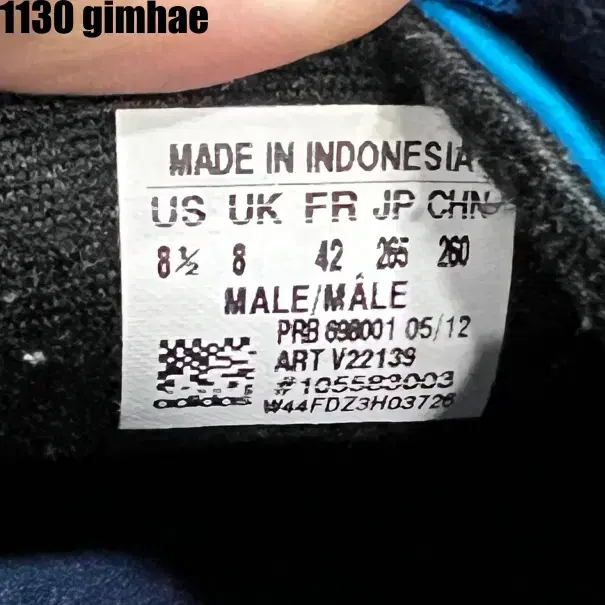 1130 gimhae
MADE IN INDONESIA
US UK FR JP CHN
8½ 8 42 265 260
MALE/MÂLE
PRB 698001 05/12
ART V22139
#105583003
adidas W44FDZ3H03726